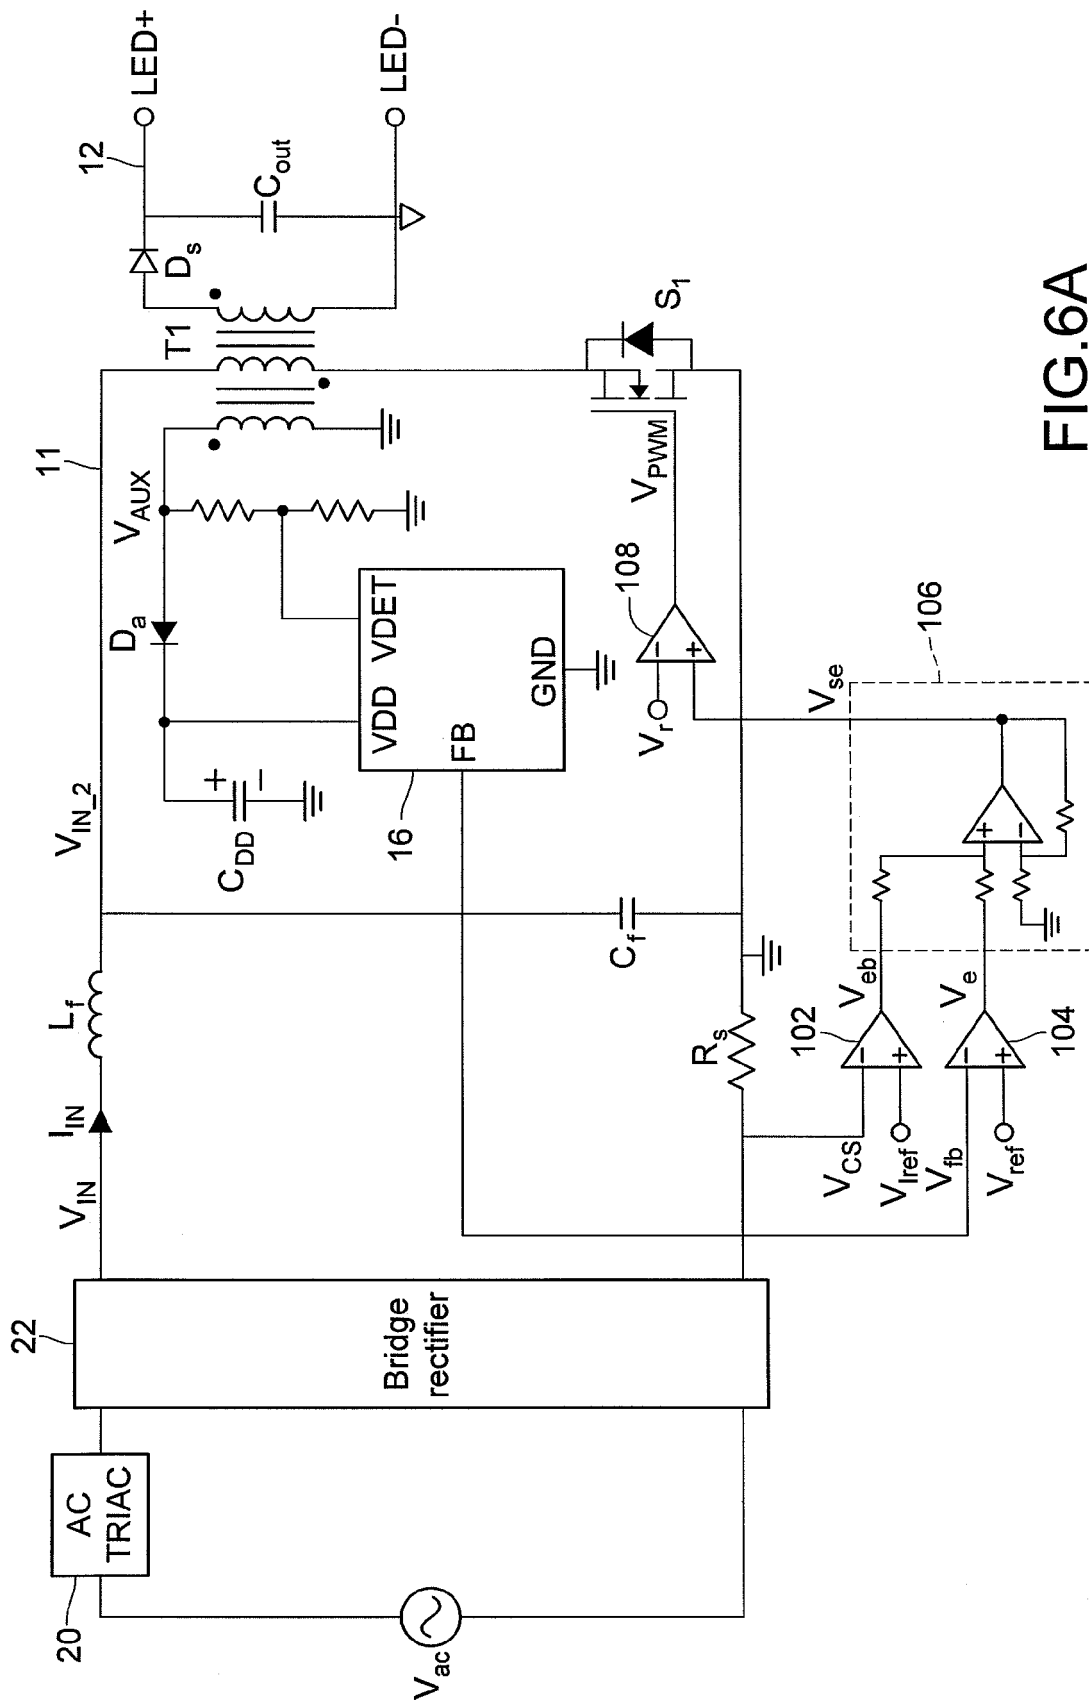 20
AC
TRIAC
Vac
22
Bridge
rectifier
VIN
IIN
Lf
VIN_2
11
Cf
Rs
CDD
+
−
Da
VAUX
VDD VDET
FB
GND
16
T1
Ds
12
Cout
LED+
LED-
S1
VPWM
108
Vr
−
+
VCS
VIref
Vfb
Vref
102
−
+
104
−
+
Veb
Ve
106
Vse
+
−
FIG.6A